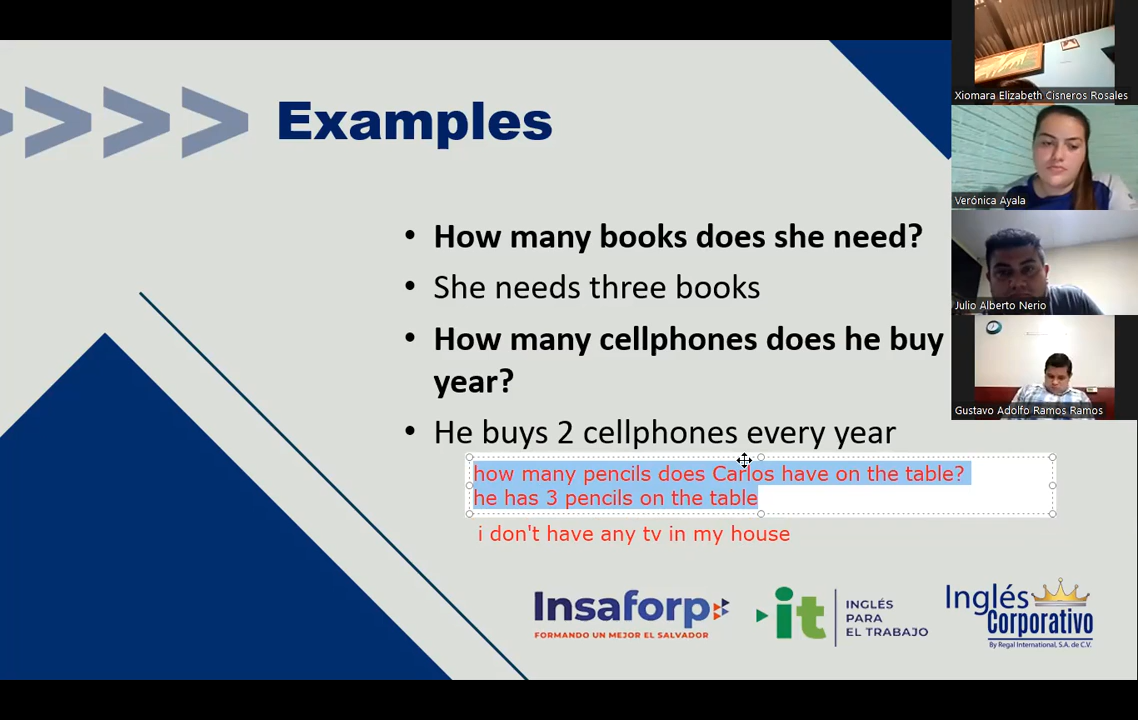 Examples
• How many books does she need?
• She needs three books
• How many cellphones does he buy
year?
• He buys 2 cellphones every year
how many pencils does Carlos have on the table?
he has 3 pencils on the table
i don't have any tv in my house
Insaforp
FORMANDO UN MEJOR EL SALVADOR
it
INGLÉS
PARA
EL TRABAJO
Inglés
Corporativo
By Regal International, S.A. de C.V.
Xiomara Elizabeth Cisneros Rosales
Verónica Ayala
Julio Alberto Nerio
Gustavo Adolfo Ramos Ramos